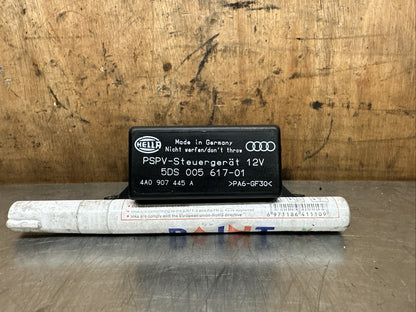 HELLA
Made in Germany
Nicht werfen/don't throw
PSPV-Steuergerät 12V
5DS 005 617-01
4A0 907 445 A >PA6-GF30<
PAINT